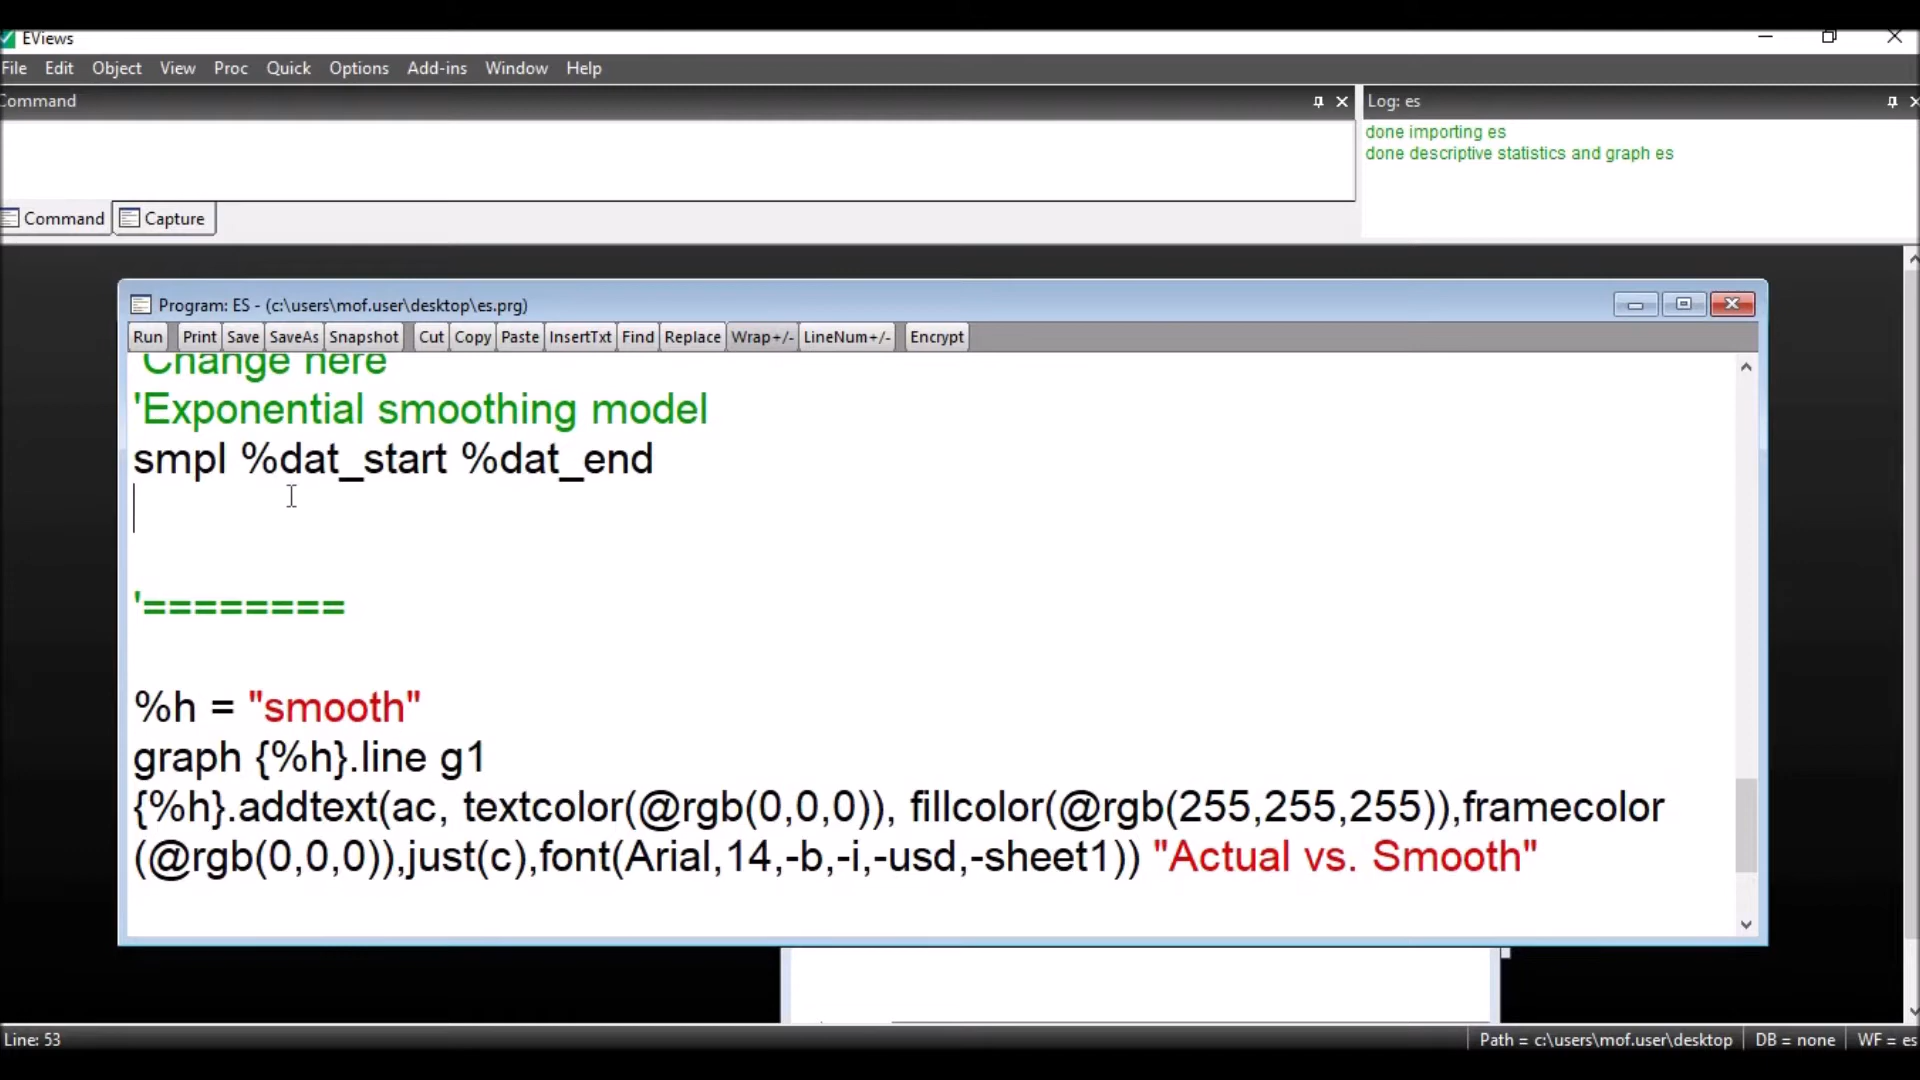 EViews
File Edit Object View Proc Quick Options Add-ins Window Help
Command
Log: es
done importing es
done descriptive statistics and graph es
Command Capture
Program: ES - (c:\users\mof.user\desktop\es.prg)
Run Print Save SaveAs Snapshot Cut Copy Paste InsertTxt Find Replace Wrap+/- LineNum+/- Encrypt
'Change here
'Exponential smoothing model
smpl %dat_start %dat_end
'========
%h = "smooth"
graph {%h}.line g1
{%h}.addtext(ac, textcolor(@rgb(0,0,0)), fillcolor(@rgb(255,255,255)),framecolor
(@rgb(0,0,0)),just(c),font(Arial,14,-b,-i,-usd,-sheet1)) "Actual vs. Smooth"
Line: 53
Path = c:\users\mof.user\desktop DB = none WF = es